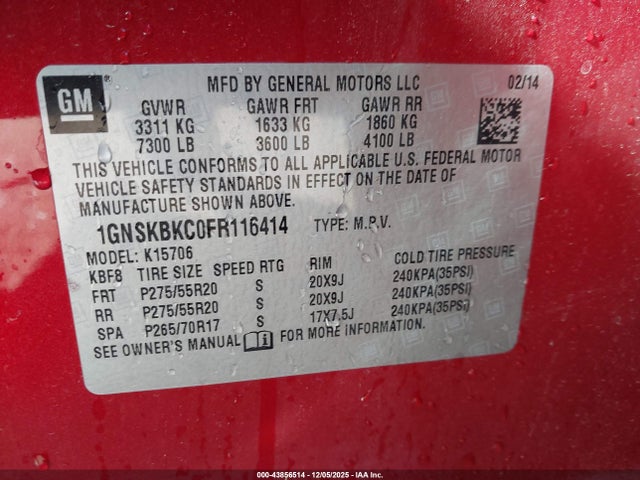 GM
MFD BY GENERAL MOTORS LLC 02/14
GVWR GAWR FRT GAWR RR
3311 KG 1633 KG 1860 KG
7300 LB 3600 LB 4100 LB
THIS VEHICLE CONFORMS TO ALL APPLICABLE U.S. FEDERAL MOTOR
VEHICLE SAFETY STANDARDS IN EFFECT ON THE DATE OF
MANUFACTURE SHOWN ABOVE.
1GNSKBKC0FR116414 TYPE: M.P.V.
MODEL: K15706
KBF8 TIRE SIZE SPEED RTG RIM COLD TIRE PRESSURE
FRT P275/55R20 S 20X9J 240KPA(35PSI)
RR P275/55R20 S 20X9J 240KPA(35PSI)
SPA P265/70R17 S 17X7.5J 240KPA(35PSI)
SEE OWNER'S MANUAL i FOR MORE INFORMATION.
000-43856514 | 12/05/2025 - IAA Inc.